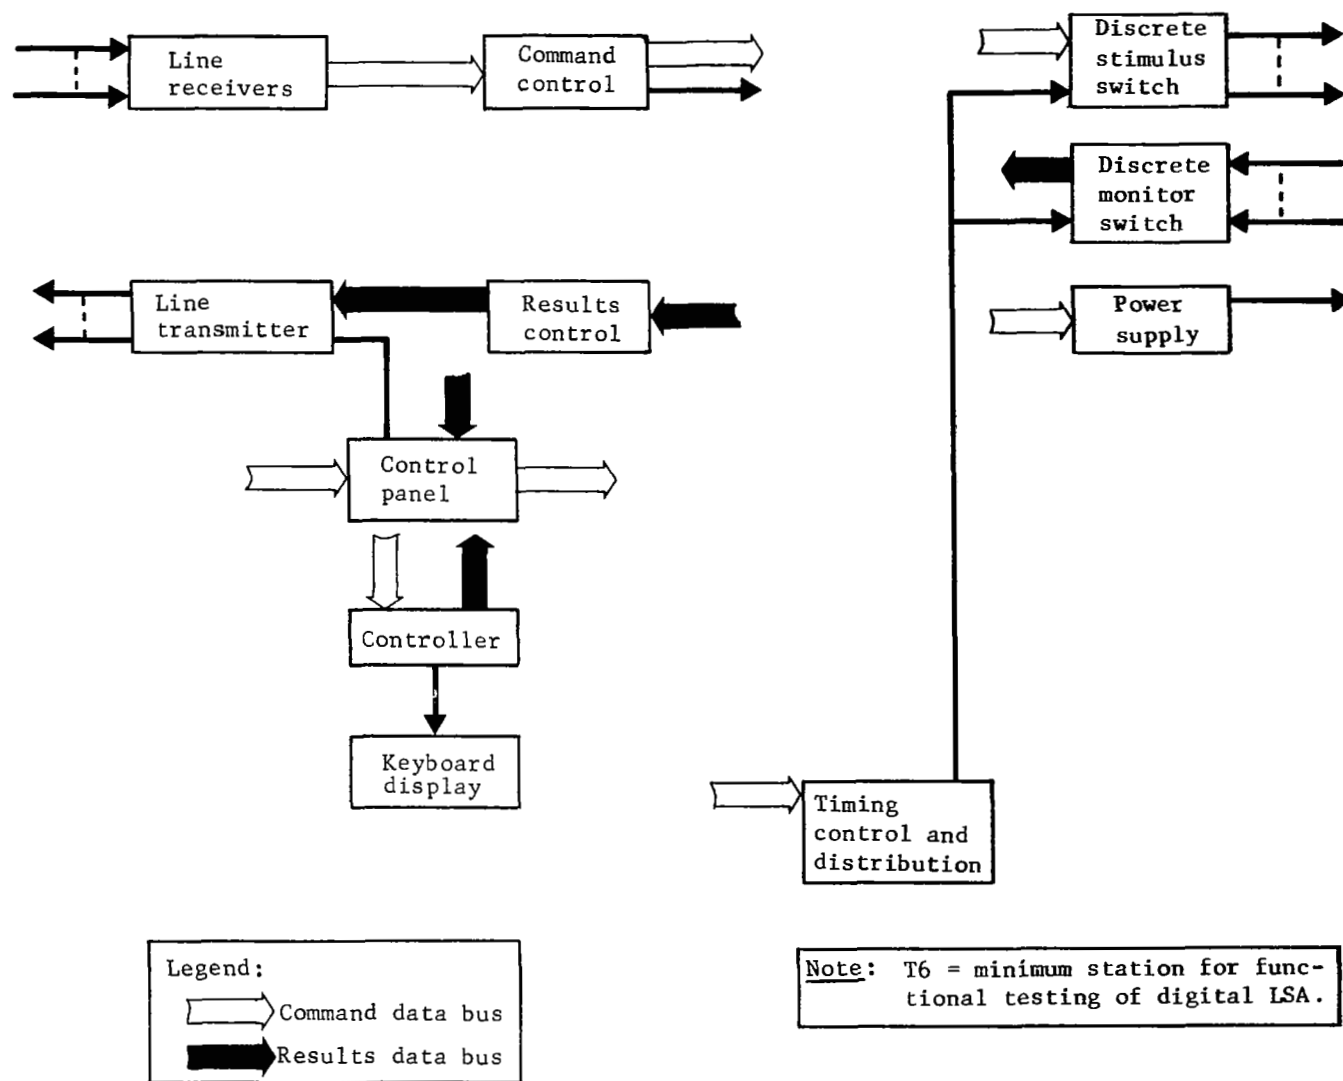 Line
receivers
Command
control
Discrete
stimulus
switch
Discrete
monitor
switch
Line
transmitter
Results
control
Power
supply
Control
panel
Controller
Keyboard
display
Timing
control and
distribution
Legend:
Command data bus
Results data bus
Note: T6 = minimum station for func-
tional testing of digital LSA.